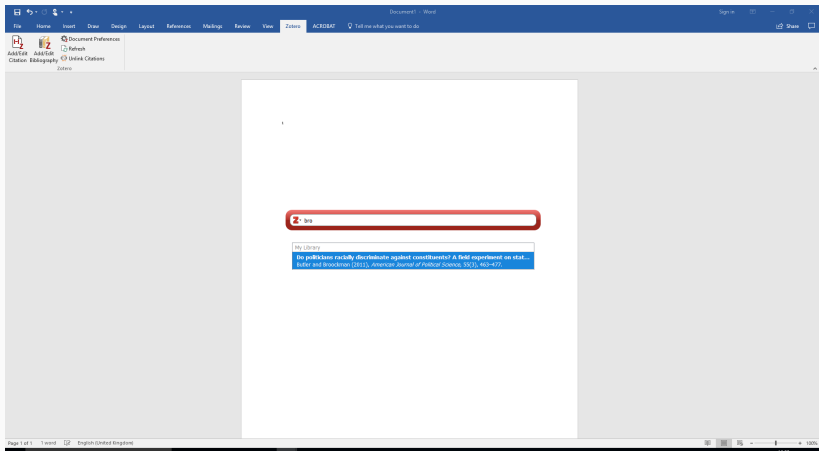 Document1 - Word
Sign in
File Home Insert Draw Design Layout References Mailings Review View Zotero ACROBAT Tell me what you want to do
Share
Add/Edit Citation
Add/Edit Bibliography
Document Preferences
Refresh
Unlink Citations
Zotero
Z bro
My Library
Do politicians racially discriminate against constituents? A field experiment on stat...
Butler and Broockman (2011), American Journal of Political Science, 55(3), 463–477.
Page 1 of 1 1 word English (United Kingdom)
100%